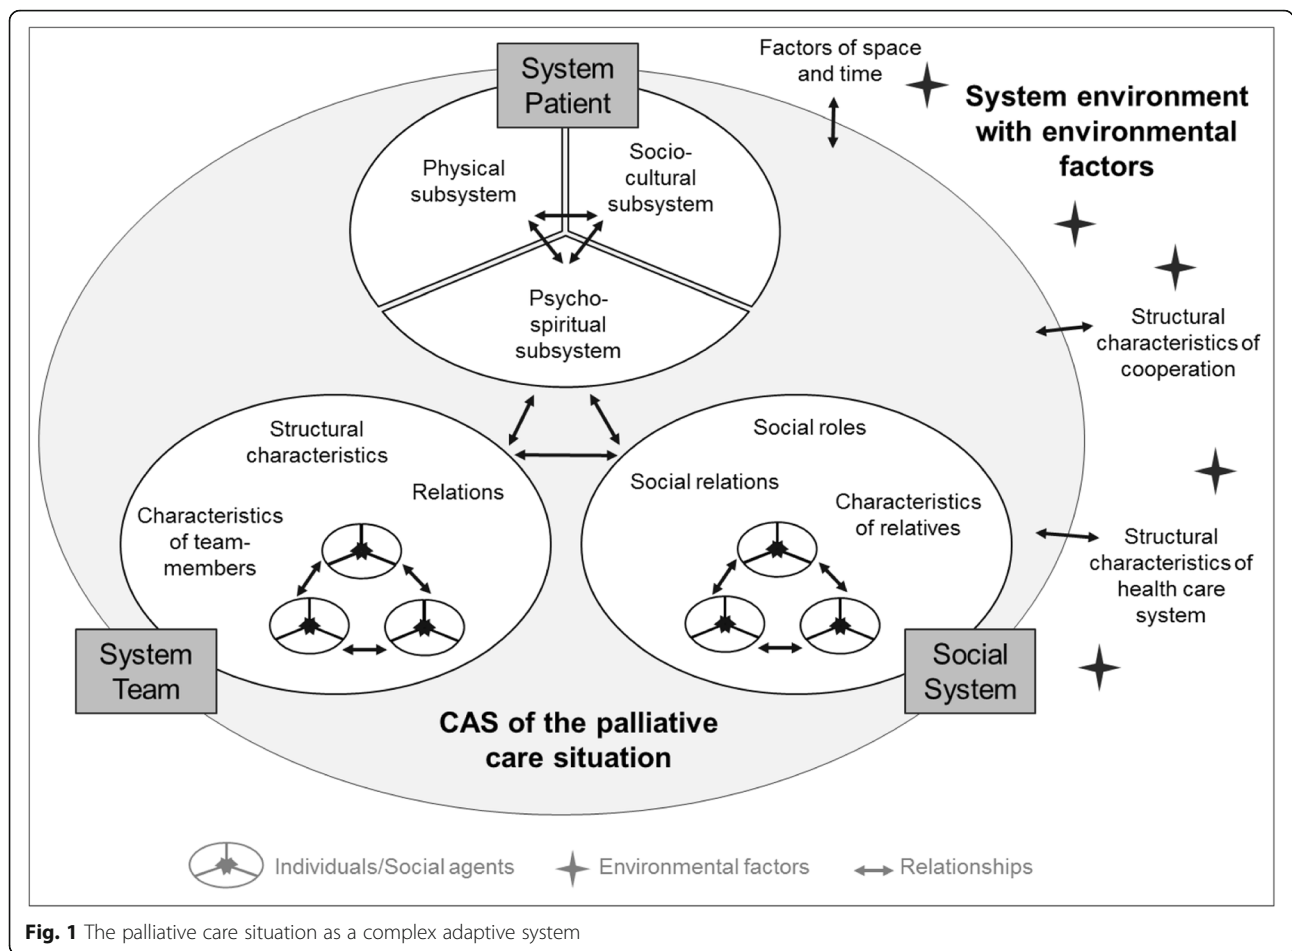 System
Patient
Factors of space
and time
System environment
with environmental
factors
Physical
subsystem
Socio-
cultural
subsystem
Psycho-
spiritual
subsystem
Structural
characteristics of
cooperation
Structural
characteristics
Relations
Characteristics
of team-
members
Social roles
Social relations
Characteristics
of relatives
Structural
characteristics of
health care
system
System
Team
Social
System
CAS of the palliative
care situation
Individuals/Social agents
Environmental factors
Relationships
Fig. 1 The palliative care situation as a complex adaptive system